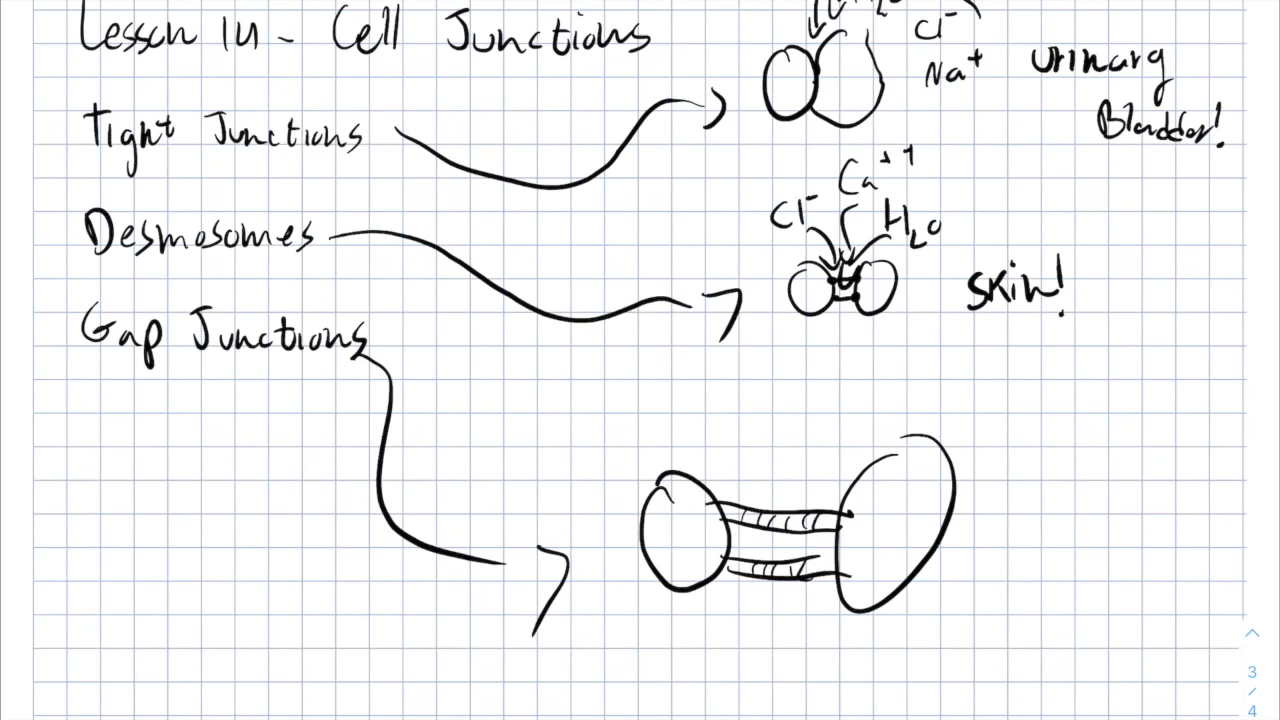 Lesson 14 - Cell Junctions
Cl⁻
Na⁺
urinary
Bladder!
Tight Junctions
Ca⁺⁺
Cl⁻
H₂O
Desmosomes
Skin!
Gap Junctions
3
/
4